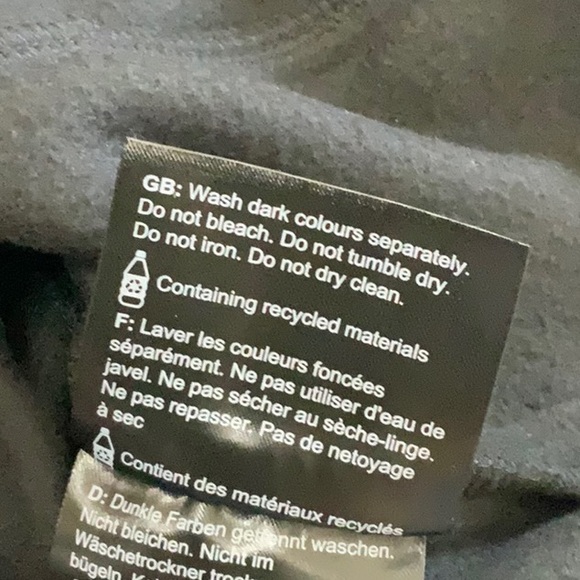 GB: Wash dark colours separately.
Do not bleach. Do not tumble dry.
Do not iron. Do not dry clean.
Containing recycled materials
F: Laver les couleurs foncées
séparément. Ne pas utiliser d'eau de
javel. Ne pas sécher au sèche-linge.
Ne pas repasser. Pas de netoyage
à sec
Contient des matériaux recyclés
D: Dunkle Farben getrennt waschen.
Nicht bleichen. Nicht im
Wäschetrockner
bügeln.